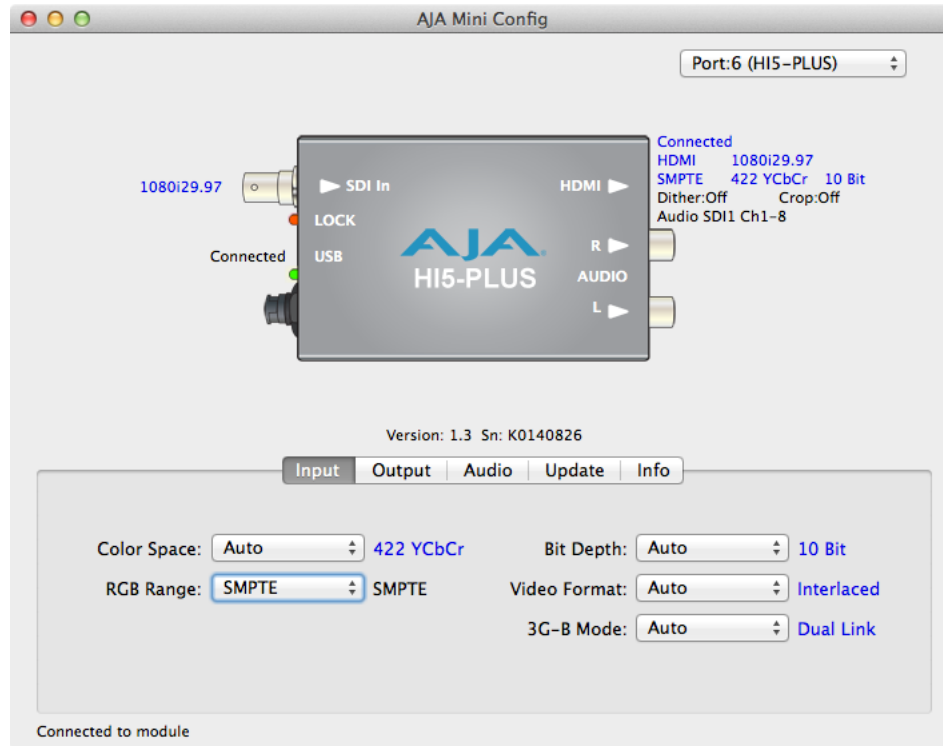 AJA Mini Config
Port:6 (HI5-PLUS)
Connected
HDMI 1080i29.97
SMPTE 422 YCbCr 10 Bit
Dither:Off Crop:Off
Audio SDI1 Ch1-8
1080i29.97
SDI In
HDMI
LOCK
Connected
USB
AJA
HI5-PLUS
R
AUDIO
L
Version: 1.3 Sn: K0140826
Input Output Audio Update Info
Color Space: Auto 422 YCbCr Bit Depth: Auto 10 Bit
RGB Range: SMPTE SMPTE Video Format: Auto Interlaced
3G-B Mode: Auto Dual Link
Connected to module